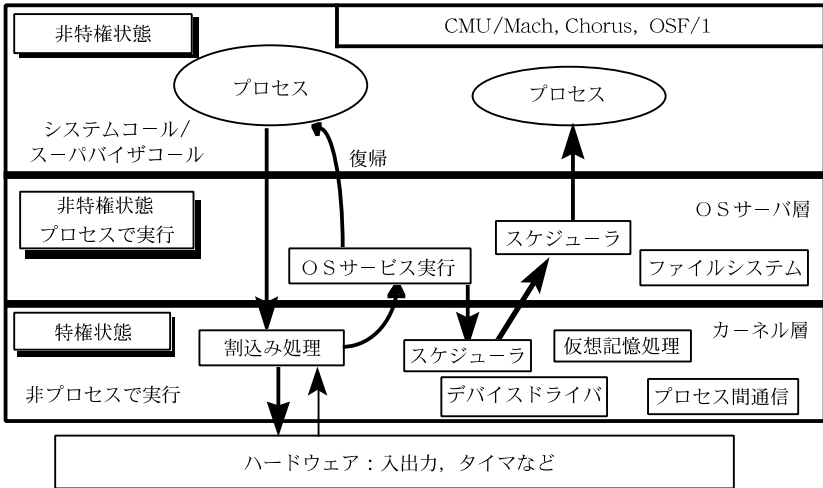 非特権状態
CMU/Mach, Chorus, OSF/1
プロセス
プロセス
システムコール/
スーパバイザコール
復帰
非特権状態
プロセスで実行
OSサーバ層
スケジューラ
OSサービス実行
ファイルシステム
特権状態
カーネル層
割込み処理
スケジューラ
仮想記憶処理
非プロセスで実行
デバイスドライバ
プロセス間通信
ハードウェア:入出力,タイマなど